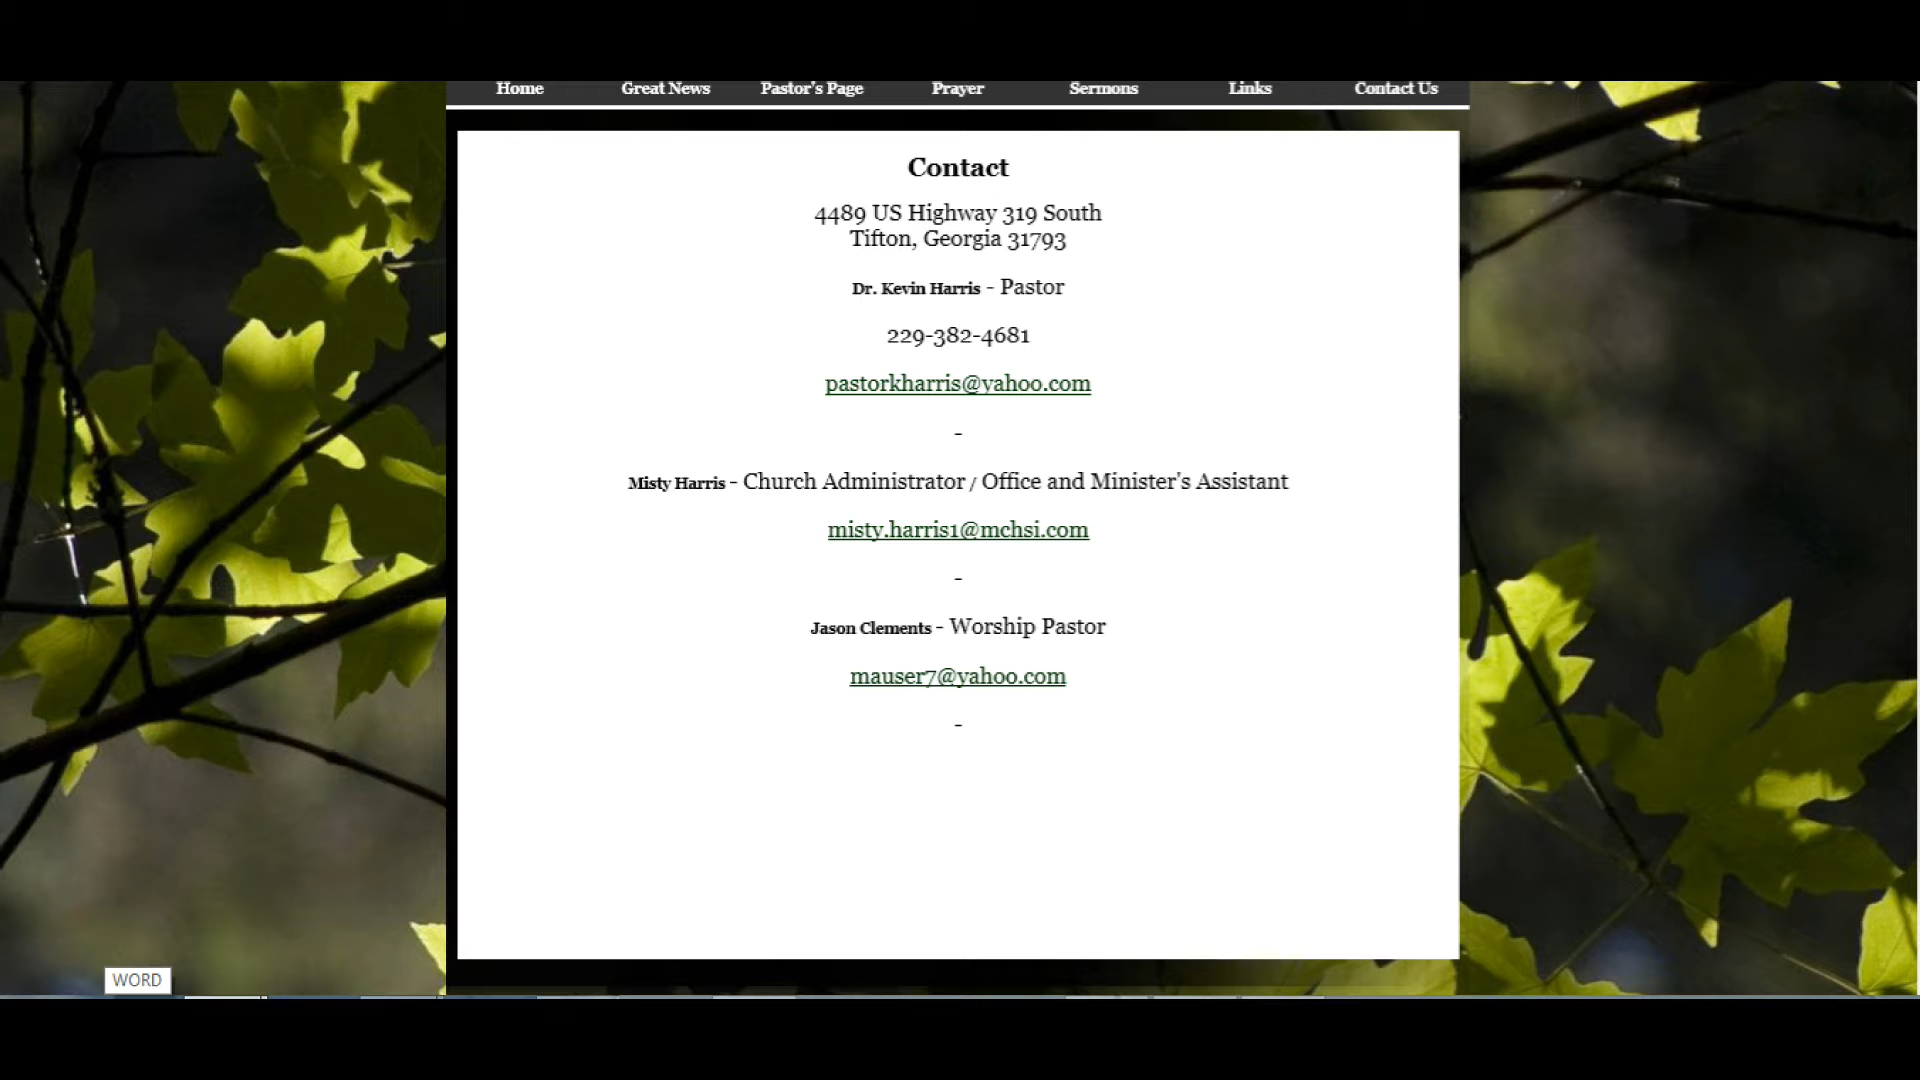 Home Great News Pastor's Page Prayer Sermons Links Contact Us
Contact
4489 US Highway 319 South
Tifton, Georgia 31793
Dr. Kevin Harris - Pastor
229-382-4681
pastorkharris@yahoo.com
-
Misty Harris - Church Administrator / Office and Minister's Assistant
misty.harris1@mchsi.com
-
Jason Clements - Worship Pastor
mauser7@yahoo.com
-
WORD